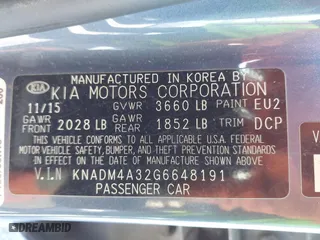 MANUFACTURED IN KOREA BY
KIA KIA MOTORS CORPORATION
11/15 GVWR 3660 LB PAINT EU2
GAWR FRONT 2028 LB GAWR REAR 1852 LB TRIM DCP
THIS VEHICLE CONFORMS TO ALL APPLICABLE U.S.A. FEDERAL
MOTOR VEHICLE SAFETY, BUMPER, AND THEFT PREVENTION
STANDARDS IN EFFECT ON THE DATE OF MANUFACTURE SHOWN ABOVE.
V.I.N KNADM4A32G6648191
PASSENGER CAR
DREAMBID